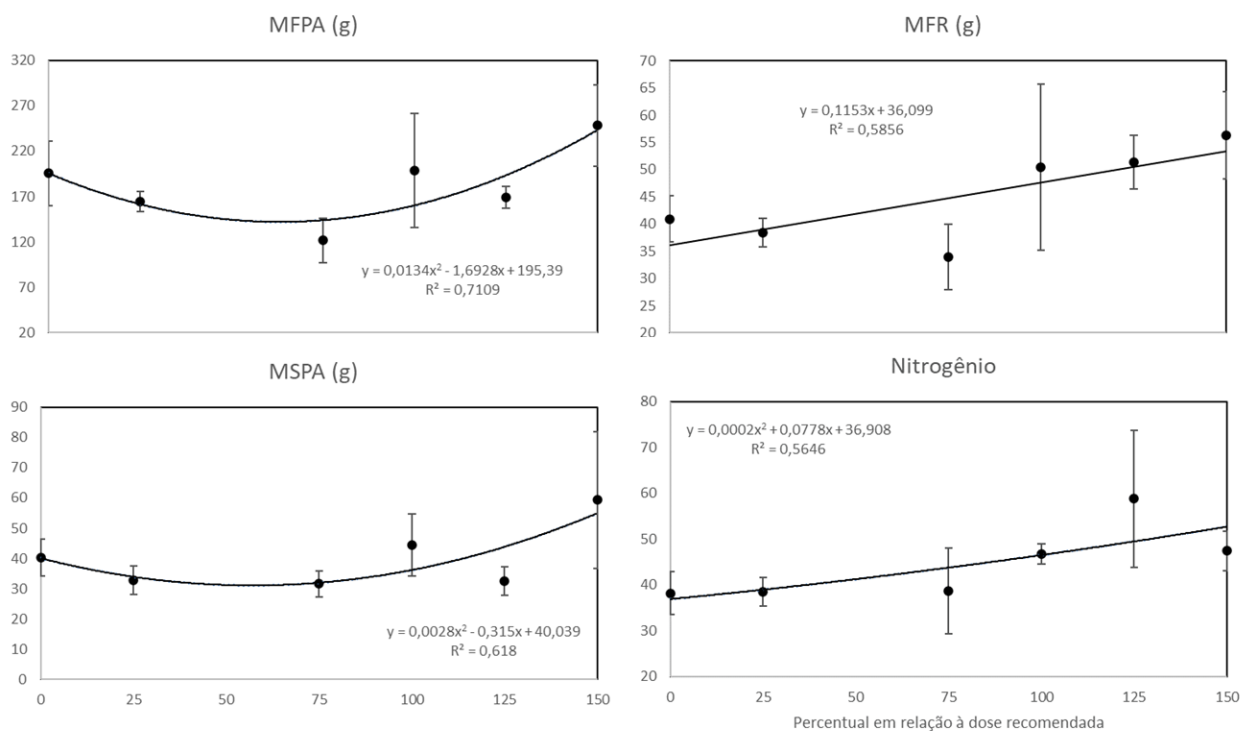 MFPA (g)
320
270
220
170
120
70
20
y = 0,0134x² - 1,6928x + 195,39
R² = 0,7109
MFR (g)
70
65
60
55
50
45
40
35
30
25
20
y = 0,1153x + 36,099
R² = 0,5856
MSPA (g)
90
80
70
60
50
40
30
20
10
0
y = 0,0028x² - 0,315x + 40,039
R² = 0,618
0 25 50 75 100 125 150
Nitrogênio
80
70
60
50
40
30
20
y = 0,0002x² + 0,0778x + 36,908
R² = 0,5646
0 25 50 75 100 125 150
Percentual em relação à dose recomendada